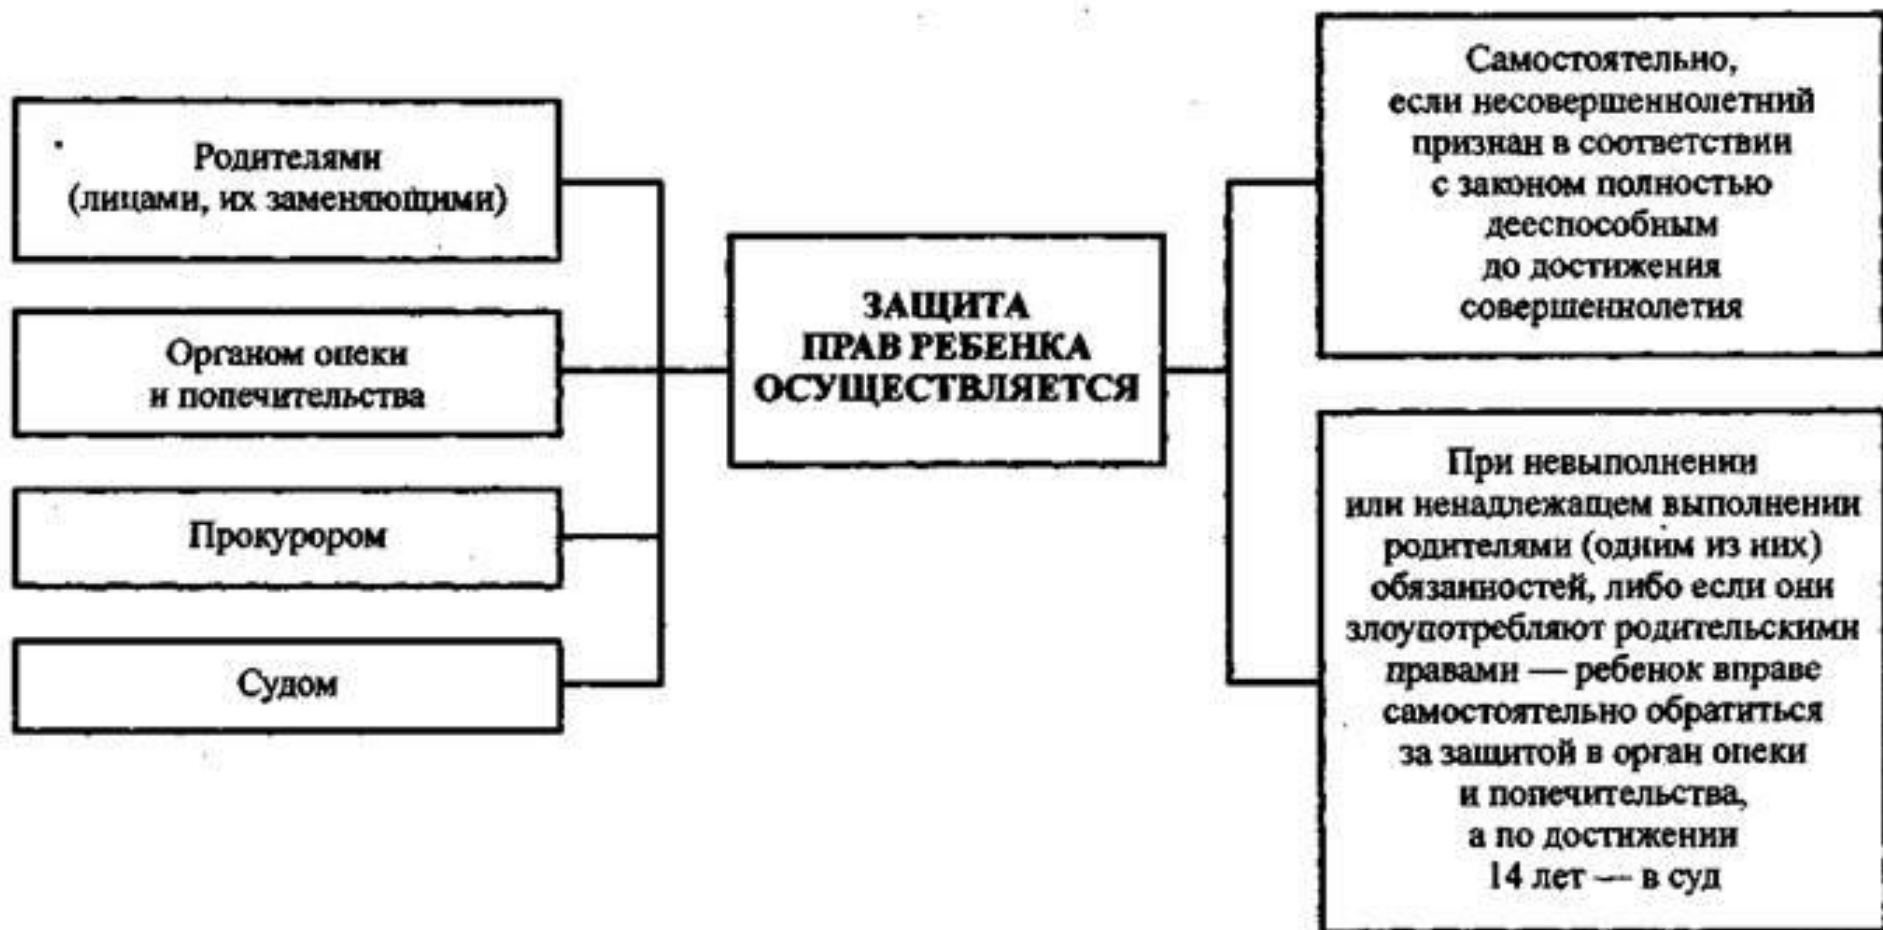 Родителями
(лицами, их заменяющими)
Органом опеки
и попечительства
Прокурором
Судом
ЗАЩИТА
ПРАВ РЕБЕНКА
ОСУЩЕСТВЛЯЕТСЯ
Самостоятельно,
если несовершеннолетний
признан в соответствии
с законом полностью
дееспособным
до достижения
совершеннолетия
При невыполнении
или ненадлежащем выполнении
родителями (одним из них)
обязанностей, либо если они
злоупотребляют родительскими
правами — ребенок вправе
самостоятельно обратиться
за защитой в орган опеки
и попечительства,
а по достижении
14 лет — в суд